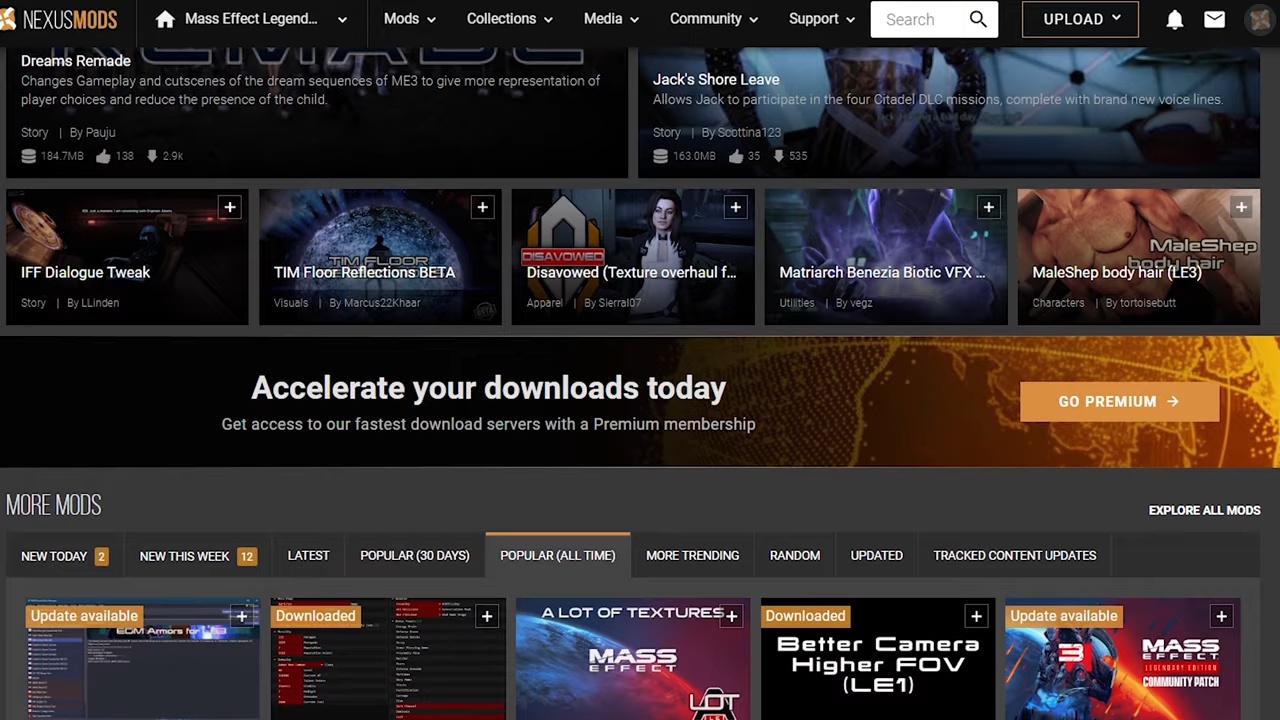 NEXUSMODS
Mass Effect Legend...
Mods
Collections
Media
Community
Support
Search
UPLOAD
Dreams Remade
Changes Gameplay and cutscenes of the dream sequences of ME3 to give more representation of
player choices and reduce the presence of the child.
Story | By Pauju
184.7MB 138 2.9k
Jack's Shore Leave
Allows Jack to participate in the four Citadel DLC missions, complete with brand new voice lines.
Story | By Scottina123
163.0MB 35 535
IFF Dialogue Tweak
Story | By LLinden
TIM FLOOR
TIM Floor Reflections BETA
Visuals | By Marcus22Khaar
DISAVOWED
Disavowed (Texture overhaul f...
Apparel | By Sierral07
Matriarch Benezia Biotic VFX ...
Utilities | By vegz
MaleShep
body hair
MaleShep body hair (LE3)
Characters | By tortoisebutt
Accelerate your downloads today
Get access to our fastest download servers with a Premium membership
GO PREMIUM →
MORE MODS
EXPLORE ALL MODS
NEW TODAY 2
NEW THIS WEEK 12
LATEST
POPULAR (30 DAYS)
POPULAR (ALL TIME)
MORE TRENDING
RANDOM
UPDATED
TRACKED CONTENT UPDATES
Update available
EGM Armors for
Downloaded
A LOT OF TEXTURES
MASS
EFFECT
LOT
LE1
Downloaded
Better Camera
Higher FOV
(LE1)
Update available
3
MASS
EFFECT
LEGENDARY EDITION
COMMUNITY PATCH